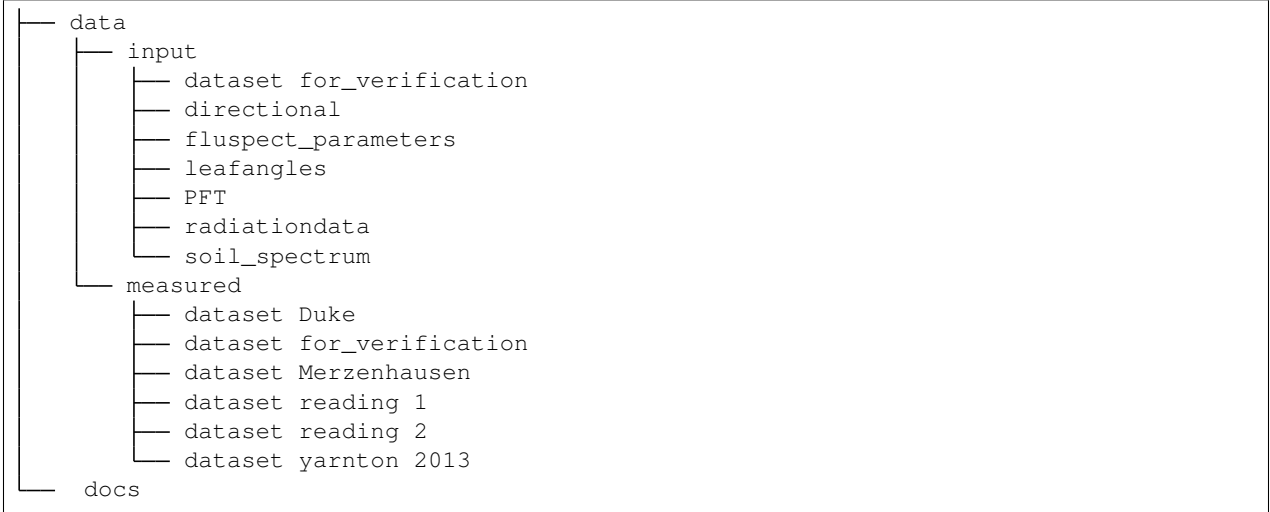 ├── data
│   ├── input
│   │   ├── dataset for_verification
│   │   ├── directional
│   │   ├── fluspect_parameters
│   │   ├── leafangles
│   │   ├── PFT
│   │   ├── radiationdata
│   │   └── soil_spectrum
│   └── measured
│       ├── dataset Duke
│       ├── dataset for_verification
│       ├── dataset Merzenhausen
│       ├── dataset reading 1
│       ├── dataset reading 2
│       └── dataset yarnton 2013
└── docs